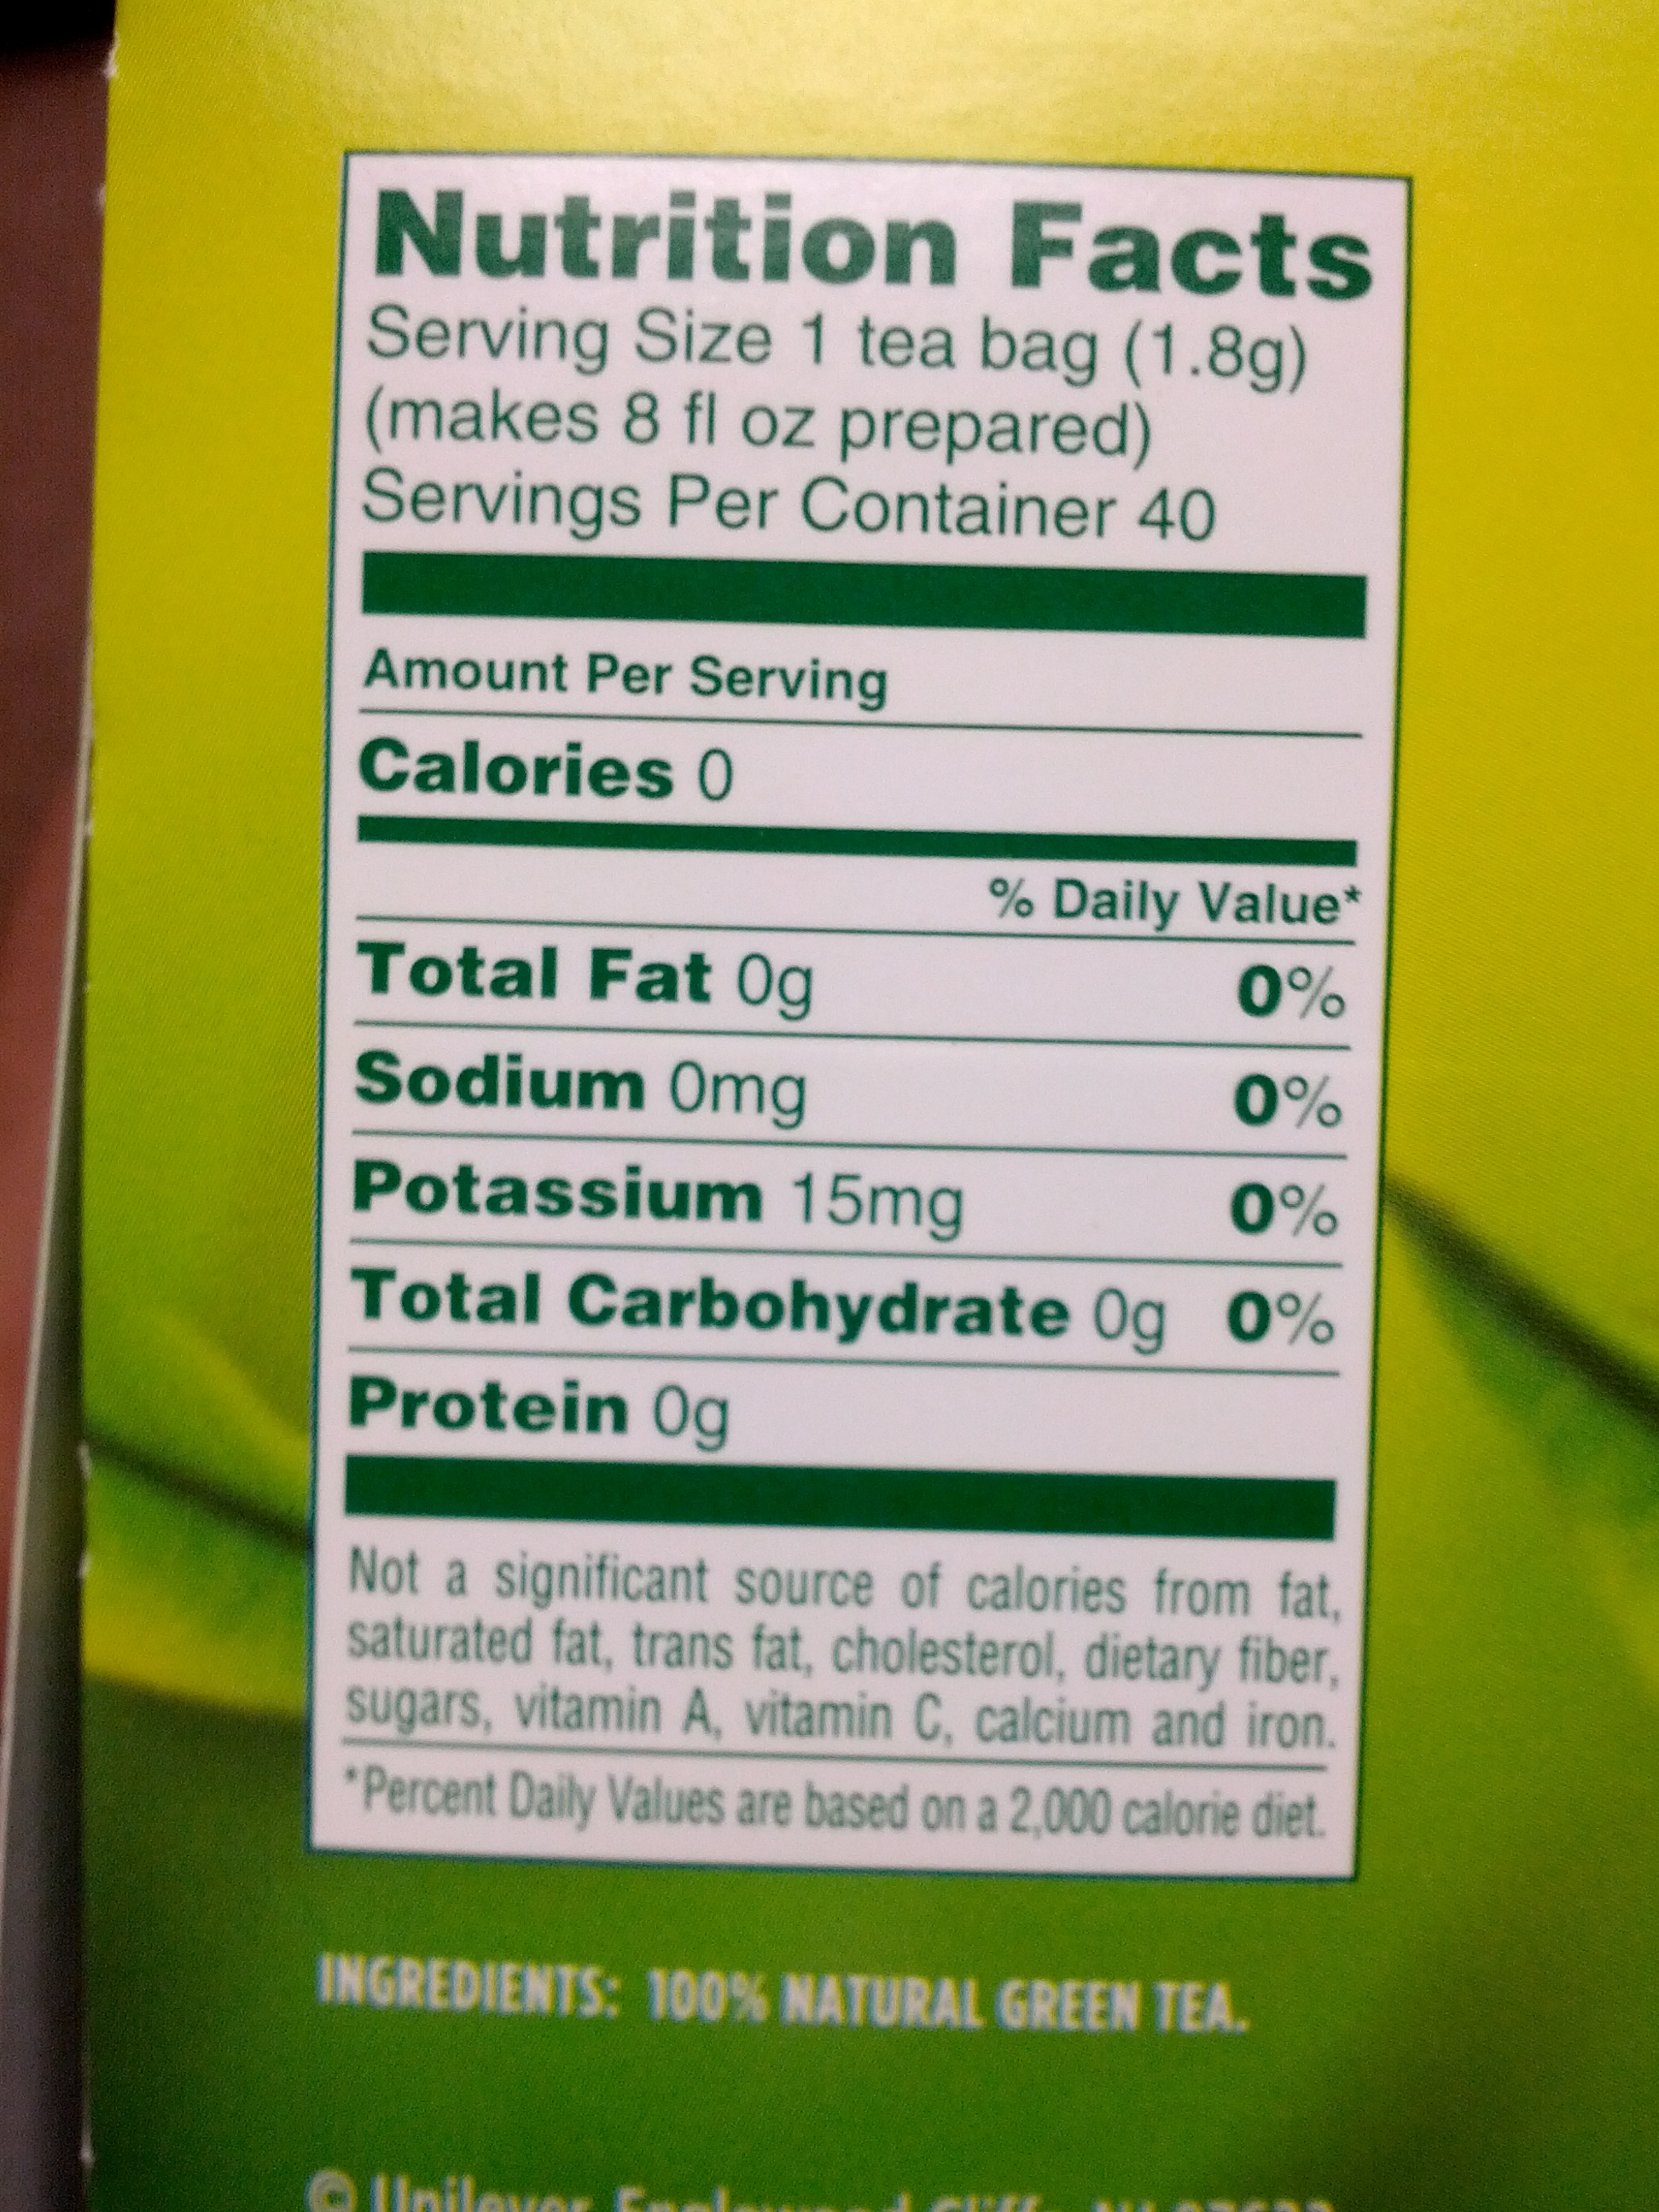 Nutrition Facts
Serving Size 1 tea bag (1.8g)
(makes 8 fl oz prepared)
Servings Per Container 40
Amount Per Serving
Calories 0
% Daily Value*
Total Fat 0g 0%
Sodium 0mg 0%
Potassium 15mg 0%
Total Carbohydrate 0g 0%
Protein 0g
Not a significant source of calories from fat,
saturated fat, trans fat, cholesterol, dietary fiber,
sugars, vitamin A, vitamin C, calcium and iron.
*Percent Daily Values are based on a 2,000 calorie diet.
INGREDIENTS: 100% NATURAL GREEN TEA.
© Unilever Englewood Cliffs